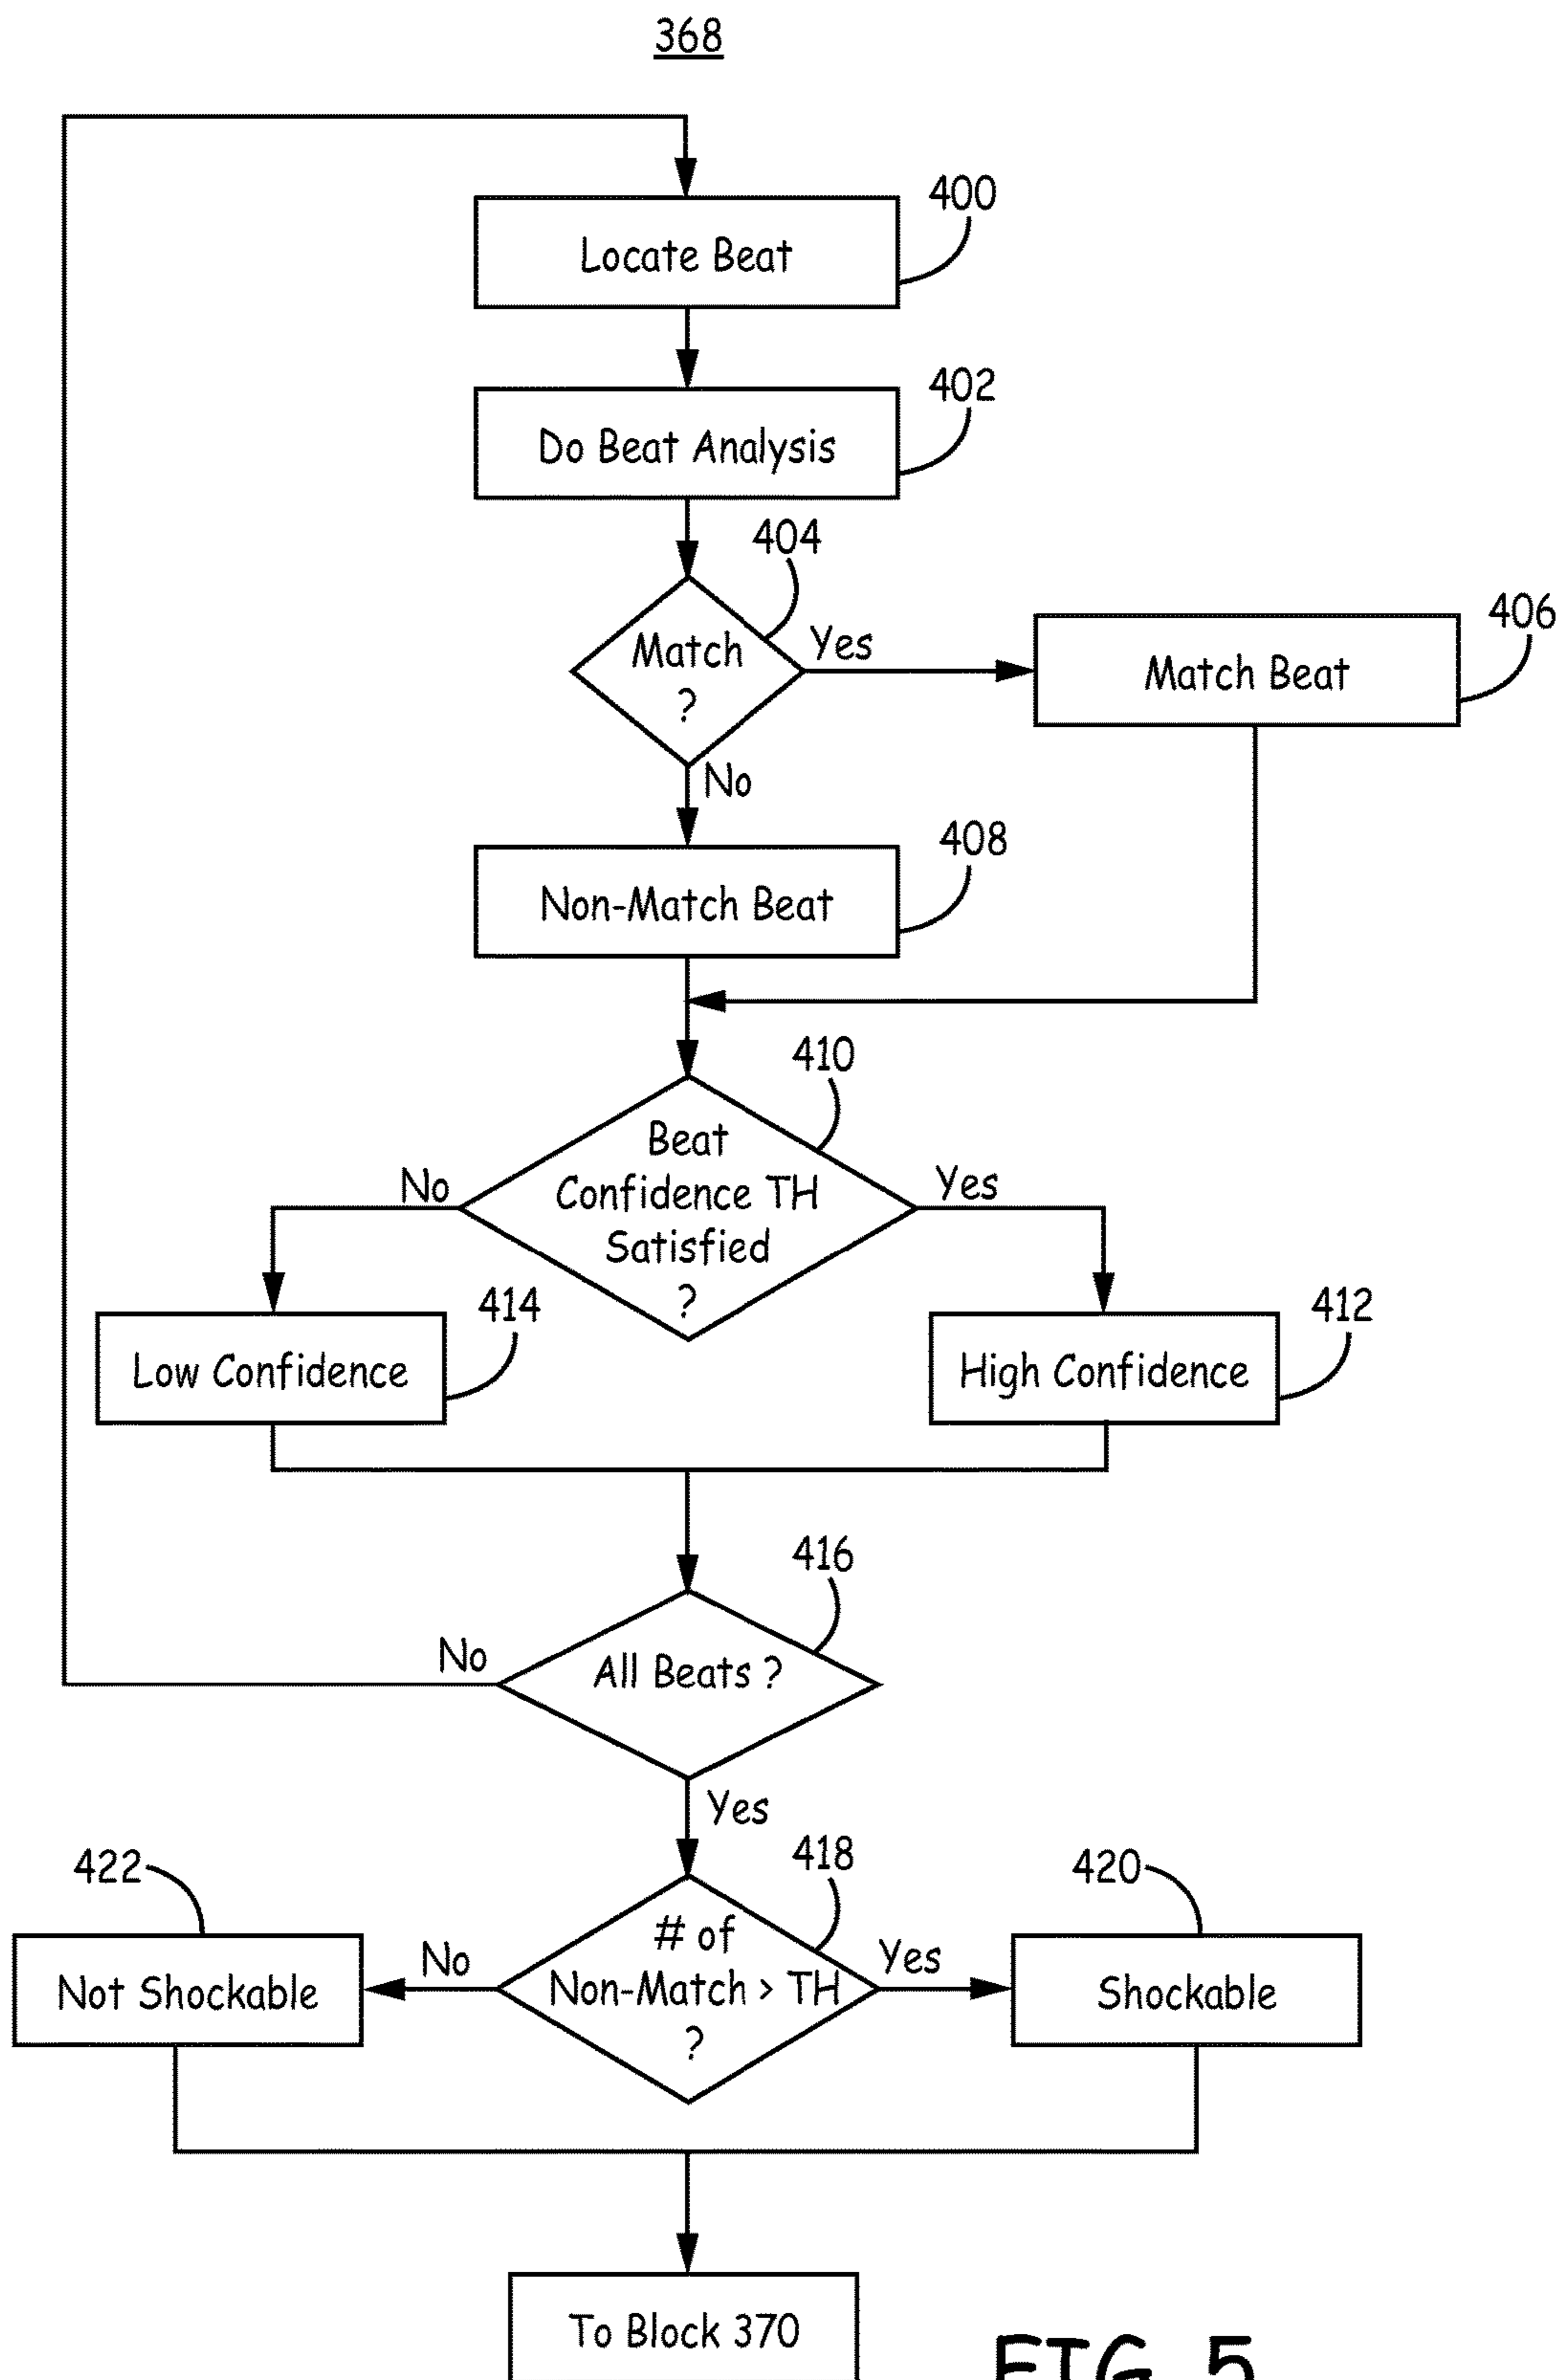 368
400
Locate Beat
402
Do Beat Analysis
404
Match
?
Yes
406
Match Beat
No
408
Non-Match Beat
410
Beat
Confidence TH
Satisfied
?
No
Yes
414
Low Confidence
412
High Confidence
416
All Beats ?
No
Yes
418
# of
Non-Match > TH
?
422
No
Not Shockable
420
Yes
Shockable
To Block 370
FIG. 5